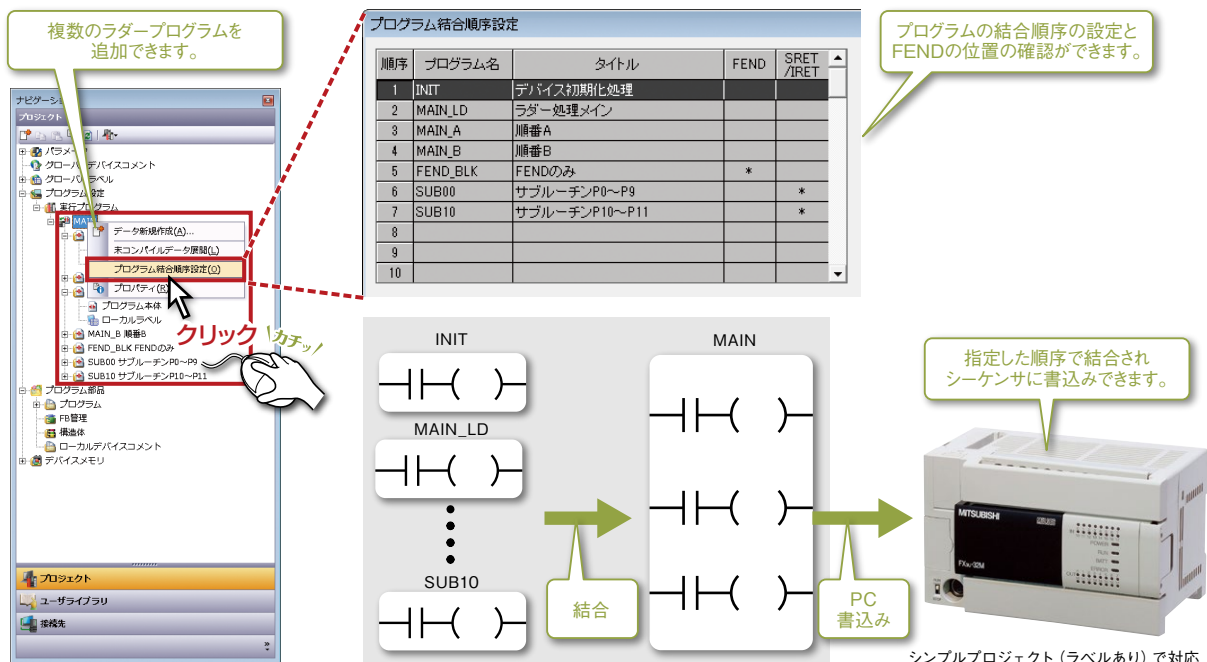 複数のラダープログラムを
追加できます。
プログラム結合順序設定
順序 プログラム名 タイトル FEND SRET/IRET
1 INIT デバイス初期化処理
2 MAIN_LD ラダー処理メイン
3 MAIN_A 順番A
4 MAIN_B 順番B
5 FEND_BLK FENDのみ *
6 SUB00 サブルーチンP0～P9 *
7 SUB10 サブルーチンP10～P11 *
8
9
10
プログラムの結合順序の設定と
FENDの位置の確認ができます。
ナビゲーシ
プロジェクト
パラメー
グローバ デバイスコメント
グローバ ラベル
プログラム設定
実行プログラム
MAIN
データ新規作成(A)...
未コンパイルデータ展開(L)
プログラム結合順序設定(O)
プロパティ(R)
プログラム本体
ローカルラベル
MAIN_B 順番B
FEND_BLK FENDのみ
SUB00 サブルーチンP0～P9
SUB10 サブルーチンP10～P11
クリック
カチッ
プログラム部品
プログラム
FB管理
構造体
ローカルデバイスコメント
デバイスメモリ
プロジェクト
ユーザライブラリ
接続先
INIT
MAIN_LD
SUB10
結合
MAIN
PC
書込み
指定した順序で結合され
シーケンサに書込みできます。
MITSUBISHI
IN
POWER
RUN
BATT
ERROR
OUT
FX3U-32M
シンプルプロジェクト（ラベルあり）で対応